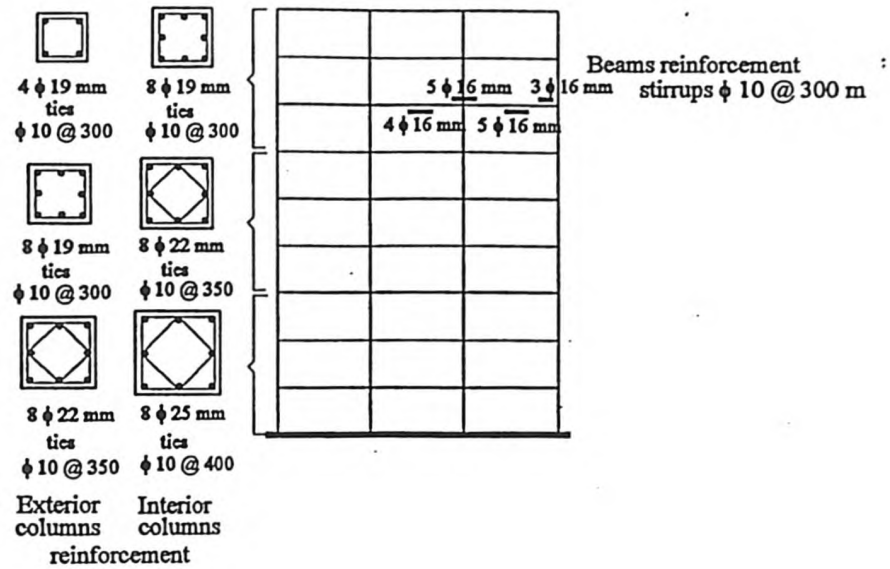 4 ϕ 19 mm
ties
ϕ 10 @ 300
8 ϕ 19 mm
ties
ϕ 10 @ 300
8 ϕ 19 mm
ties
ϕ 10 @ 300
8 ϕ 22 mm
ties
ϕ 10 @ 350
8 ϕ 22 mm
ties
ϕ 10 @ 350
8 ϕ 25 mm
ties
ϕ 10 @ 400
Exterior
columns
Interior
columns
reinforcement
5 ϕ 16 mm
3 ϕ 16 mm
4 ϕ 16 mm
5 ϕ 16 mm
Beams reinforcement :
stirrups ϕ 10 @ 300 m